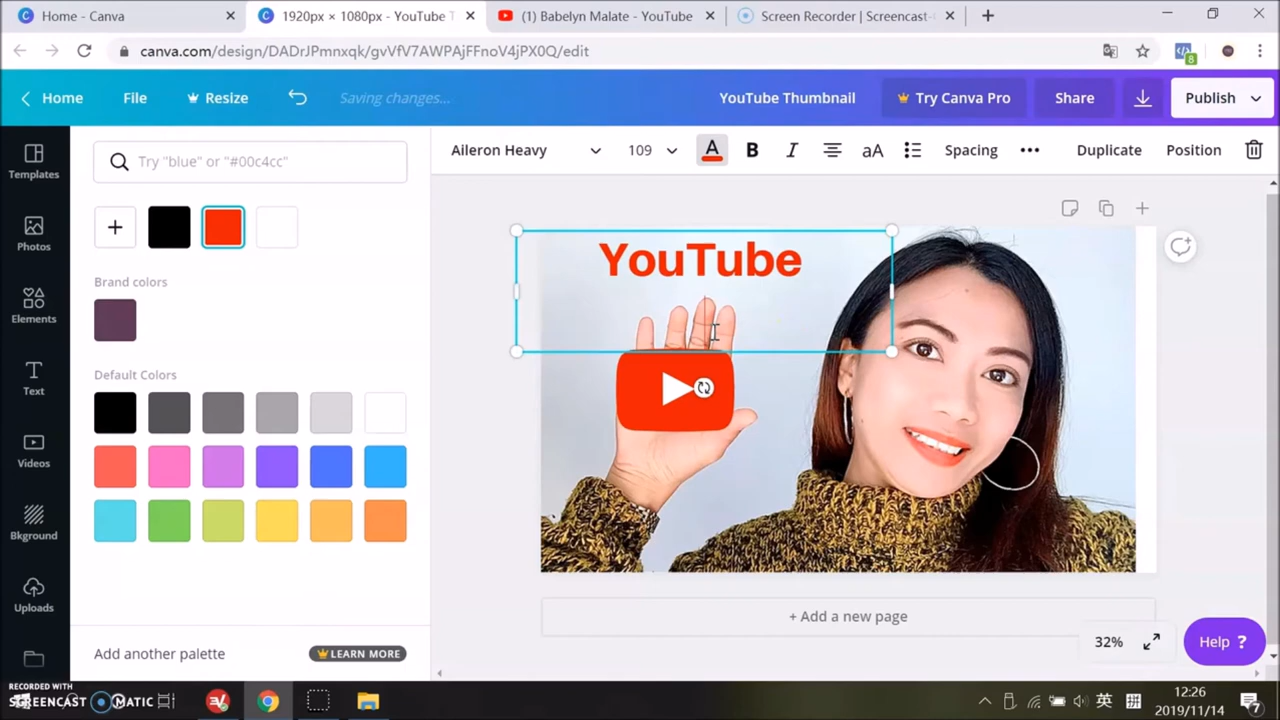 Home - Canva
1920px × 1080px - YouTube T
(1) Babelyn Malate - YouTube
Screen Recorder | Screencast-
canva.com/design/DADrJPmnxqk/gvVfV7AWPAjFFnoV4jPX0Q/edit
8
Home
File
Resize
Saving changes...
YouTube Thumbnail
Try Canva Pro
Share
Publish
Templates
Photos
Elements
Text
Videos
Bkground
Uploads
Try "blue" or "#00c4cc"
Brand colors
Default Colors
Add another palette
LEARN MORE
Aileron Heavy
109
A
B
I
aA
Spacing
Duplicate
Position
YouTube
+ Add a new page
32%
Help ?
RECORDED WITH
SCREENCAST MATIC
英
拼
12:26
2019/11/14
7